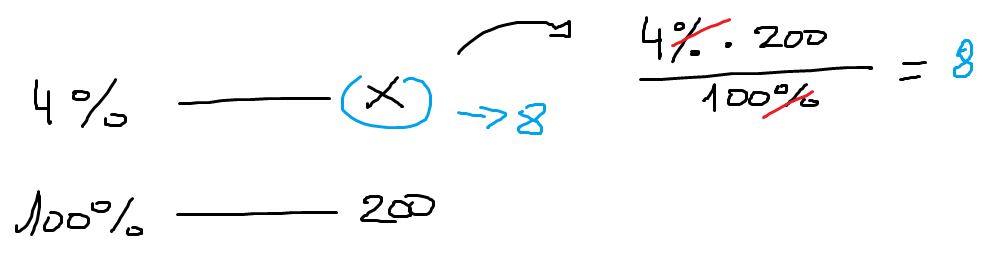 4% — x → 8
100% — 200
4% · 200
100%
= 8